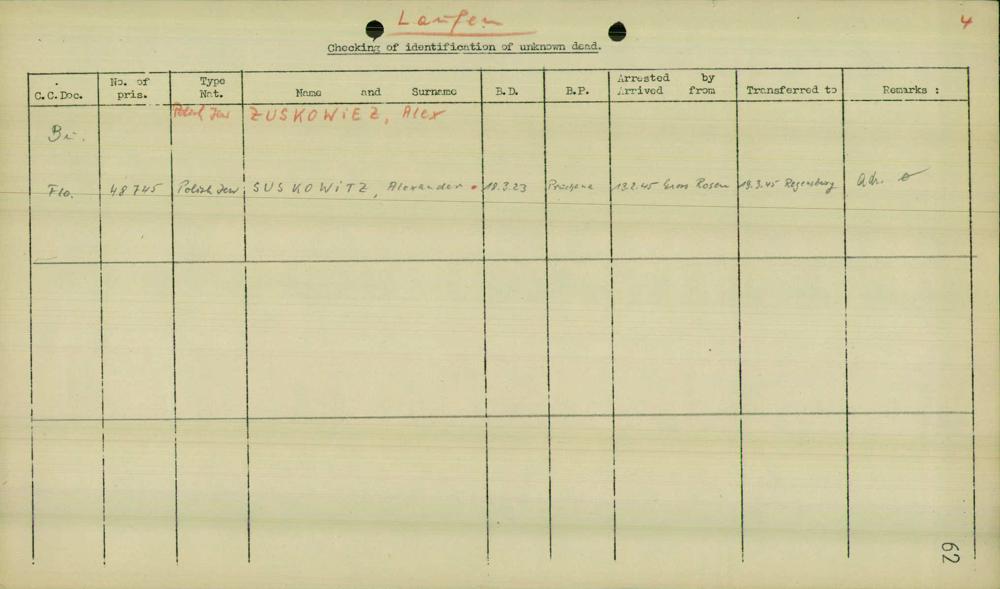 Laufen
4
Checking of identification of unknown dead.
C.C.Doc. No. of pris. Type Nat. Name and Surname B.D. B.P. Arrested by Arrived from Transferred to Remarks :
Polish Jew ZUSKOWIEZ, Alex
Bu.
Flo. 48745 Polish Jew SUSKOWITZ, Alexander 18.3.23 13.2.45 Gross Rosen 19.3.45 Regensburg Adr.
62